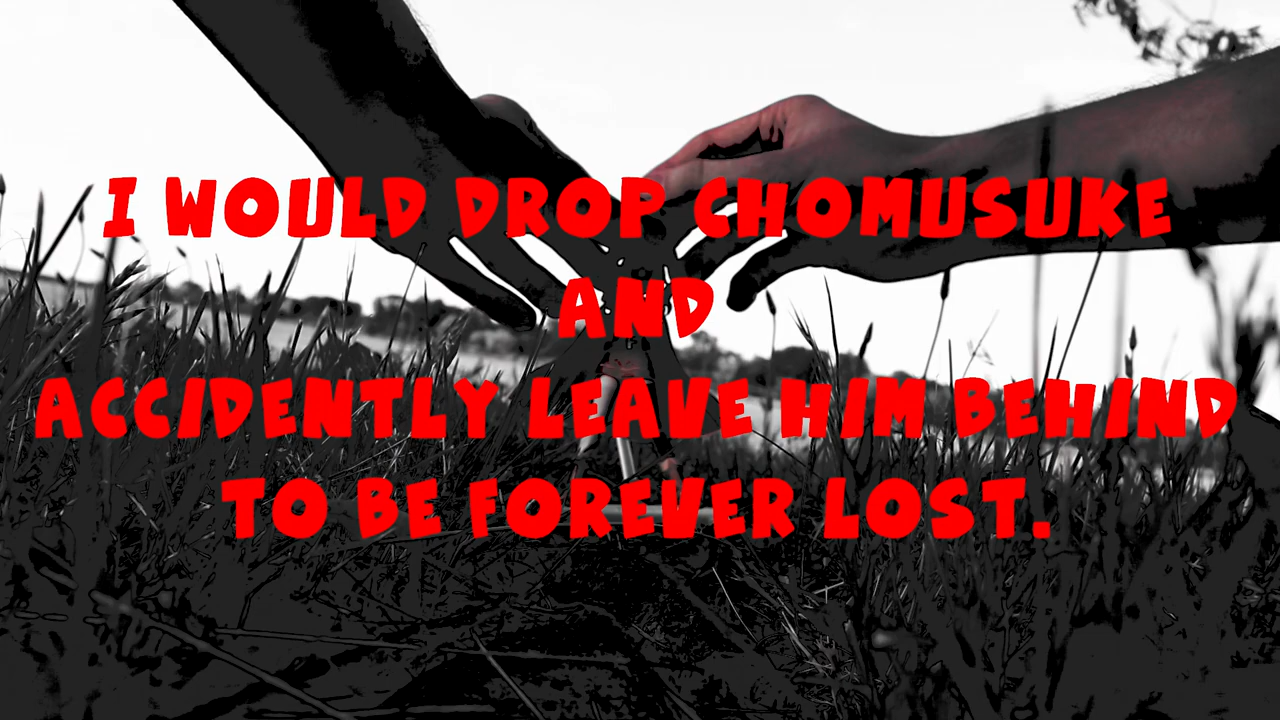 I WOULD DROP CHOMUSUKE
AND
ACCIDENTLY LEAVE HIM BEHIND
TO BE FOREVER LOST.